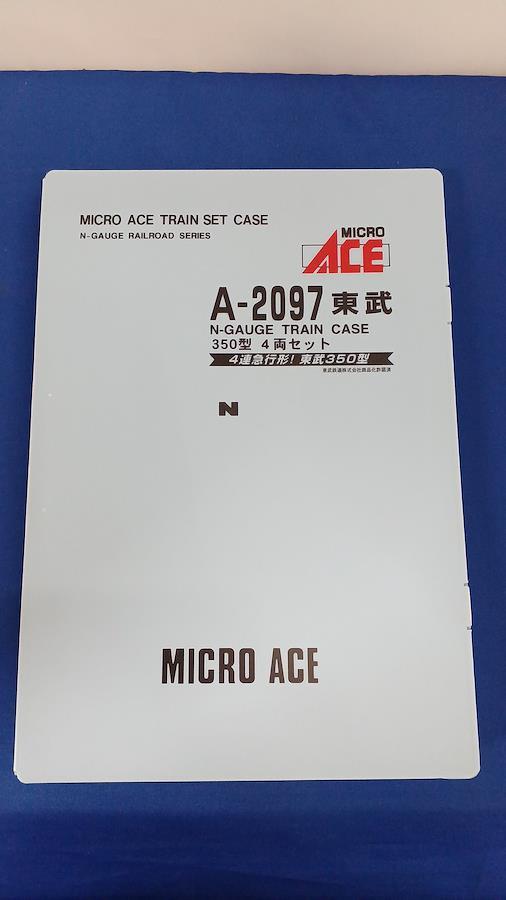 MICRO ACE TRAIN SET CASE
N-GAUGE RAILROAD SERIES
MICRO
ACE
A-2097 東武
N-GAUGE TRAIN CASE
350型 4両セット
4連急行形!東武350型
東武鉄道株式会社商品化許諾済
N
MICRO ACE